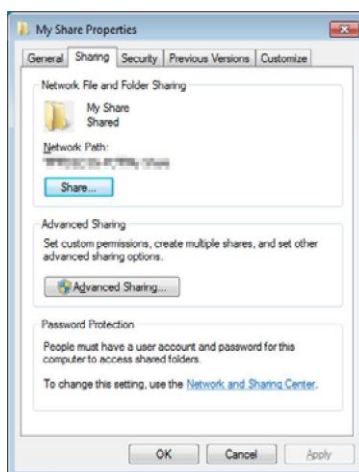 My Share Properties
General Sharing Security Previous Versions Customize
Network File and Folder Sharing
My Share
Shared
Network Path:
Share...
Advanced Sharing
Set custom permissions, create multiple shares, and set other
advanced sharing options.
Advanced Sharing...
Password Protection
People must have a user account and password for this
computer to access shared folders.
To change this setting, use the Network and Sharing Center.
OK Cancel Apply